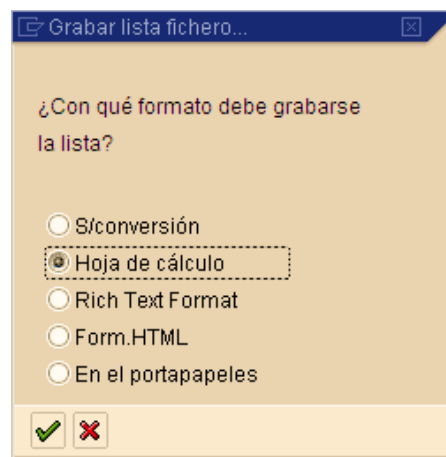 Grabar lista fichero...
¿Con qué formato debe grabarse
la lista?
S/conversión
Hoja de cálculo
Rich Text Format
Form.HTML
En el portapapeles